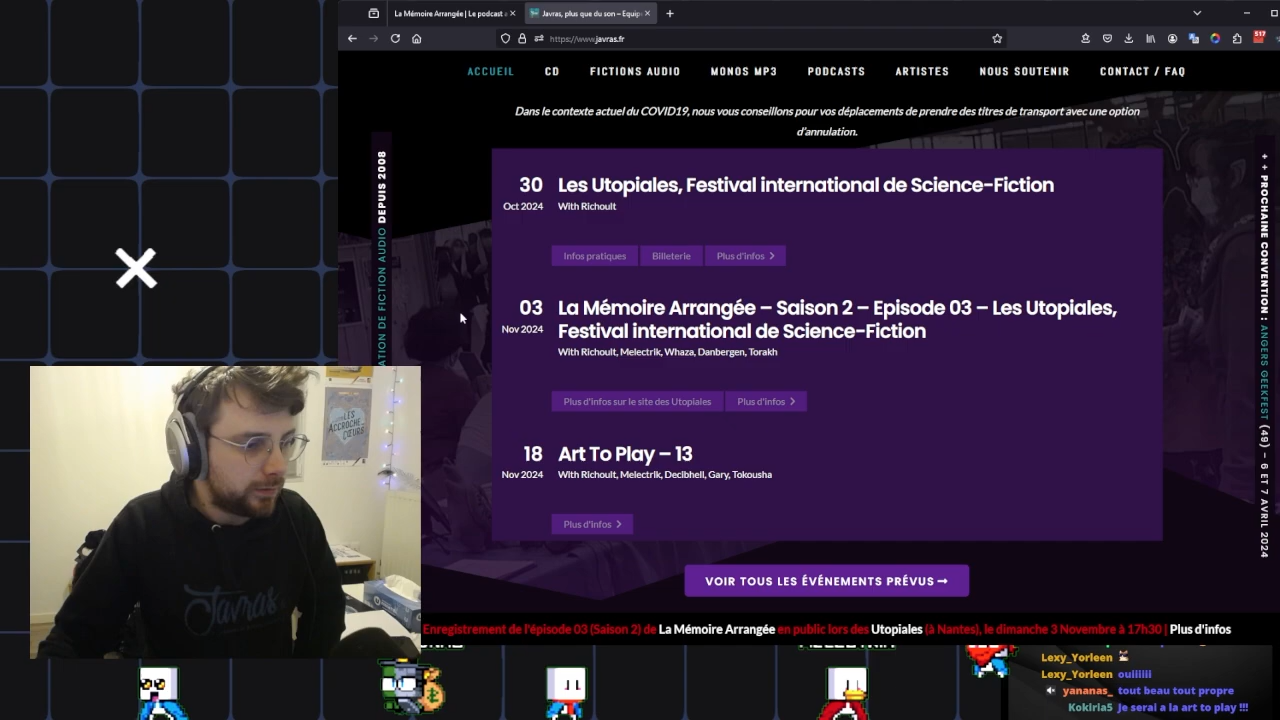 La Mémoire Arrangée | Le podcast
Javras, plus que du son – Equip
https://www.javras.fr
517
ACCUEIL CD FICTIONS AUDIO MONOS MP3 PODCASTS ARTISTES NOUS SOUTENIR CONTACT / FAQ
Dans le contexte actuel du COVID19, nous vous conseillons pour vos déplacements de prendre des titres de transport avec une option
d'annulation.
30 Les Utopiales, Festival international de Science-Fiction
Oct 2024 With Richoult
Infos pratiques Billeterie Plus d'infos
03 La Mémoire Arrangée – Saison 2 – Episode 03 – Les Utopiales,
Nov 2024 Festival international de Science-Fiction
With Richoult, Melectrik, Whaza, Danbergen, Torakh
Plus d'infos sur le site des Utopiales Plus d'infos
18 Art To Play – 13
Nov 2024 With Richoult, Melectrik, Decibhell, Gary, Tokousha
Plus d'infos
VOIR TOUS LES ÉVÉNEMENTS PRÉVUS
ATION DE FICTION AUDIO DEPUIS 2008
+ + PROCHAINE CONVENTION : ANGERS GEEKFEST (49) – 6 ET 7 AVRIL 2024
LES
ACCROCHE
CŒURE
Javras
Enregistrement de l'épisode 03 (Saison 2) de La Mémoire Arrangée en public lors des Utopiales (à Nantes), le dimanche 3 Novembre à 17h30 | Plus d'infos
Lexy_Yorleen
Lexy_Yorleen ouiiiiii
yananas_ tout beau tout propre
Kokiria5 Je serai a la art to play !!!